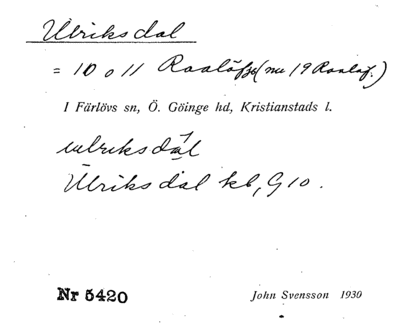 Ulriksdal
= 10 o 11 Raalöfs (nu 19 Raalöf.)
I Färlövs sn, Ö. Göinge hd, Kristianstads l.
ulriksdal
Ulriksdal kb, G 10.
Nr 5420 John Svensson 1930